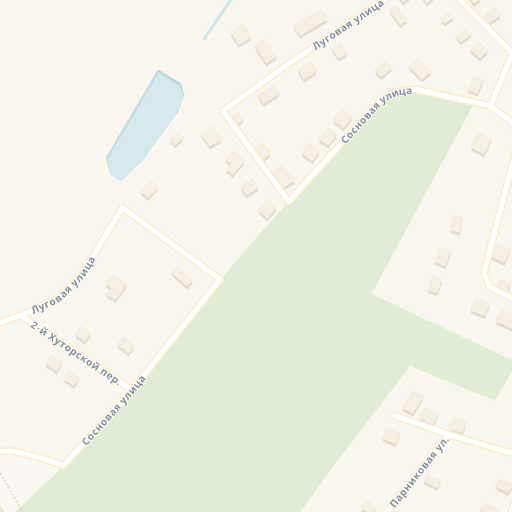 Луговая улица
Сосновая улица
Луговая улица
2-й Хуторской пер.
Сосновая улица
Парниковая ул.